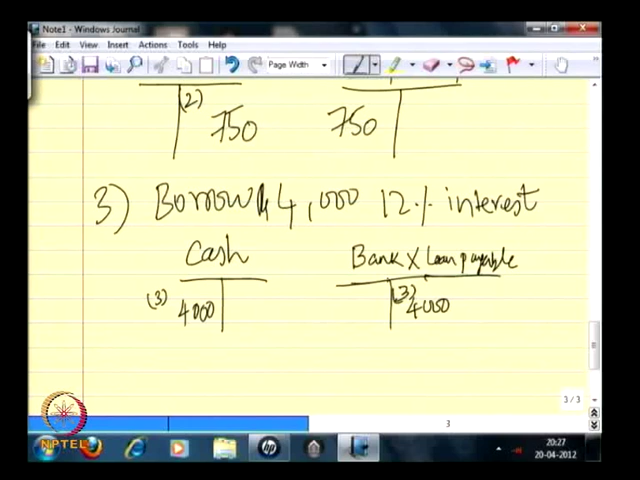 Note1 - Windows Journal
File Edit View Insert Actions Tools Help
Page Width
(2) 750 750
3) Borrow 4,000 12% interest
Cash Bank X Loan payable
(3) 4000 (3) 4000
3 / 3
3
NPTEL
20:27
20-04-2012